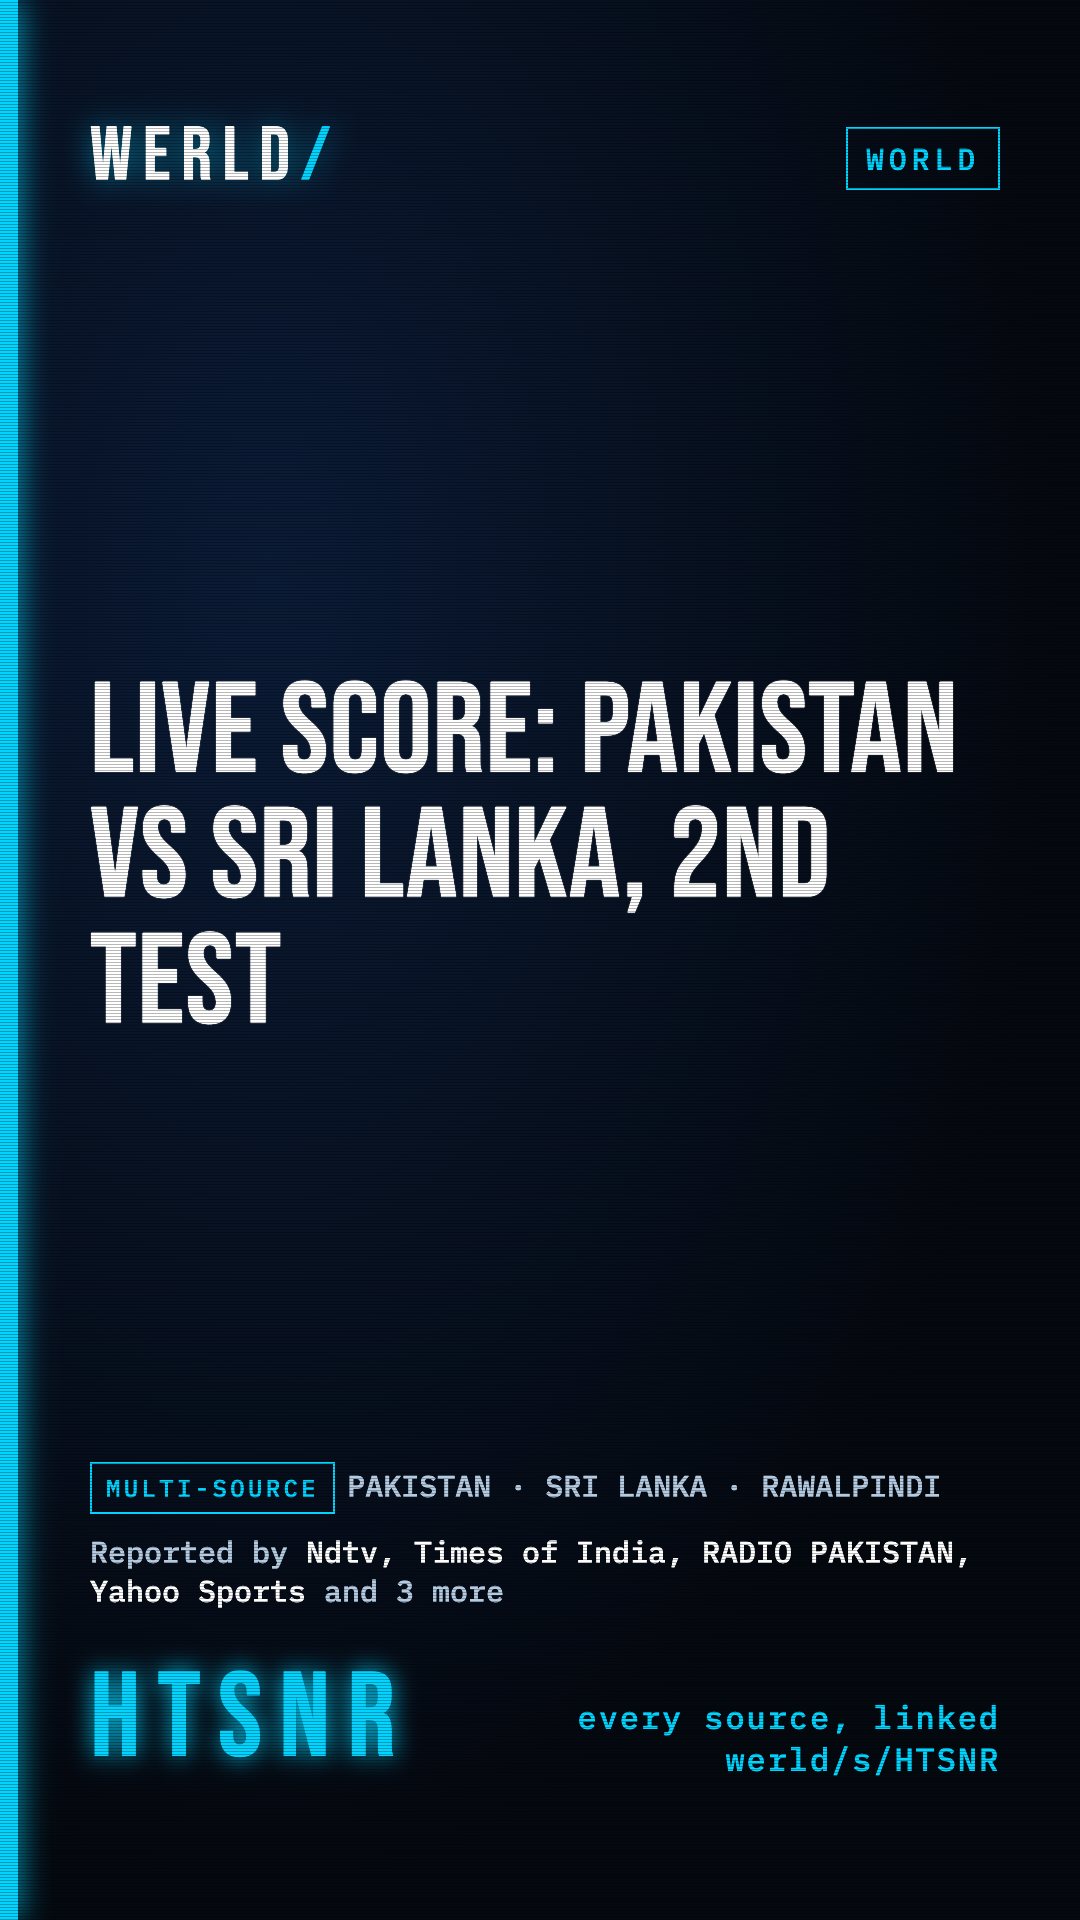 WERLD/
WORLD
LIVE SCORE: PAKISTAN
VS SRI LANKA, 2ND
TEST
MULTI-SOURCE PAKISTAN · SRI LANKA · RAWALPINDI
Reported by Ndtv, Times of India, RADIO PAKISTAN,
Yahoo Sports and 3 more
HTSNR
every source, linked
werld/s/HTSNR